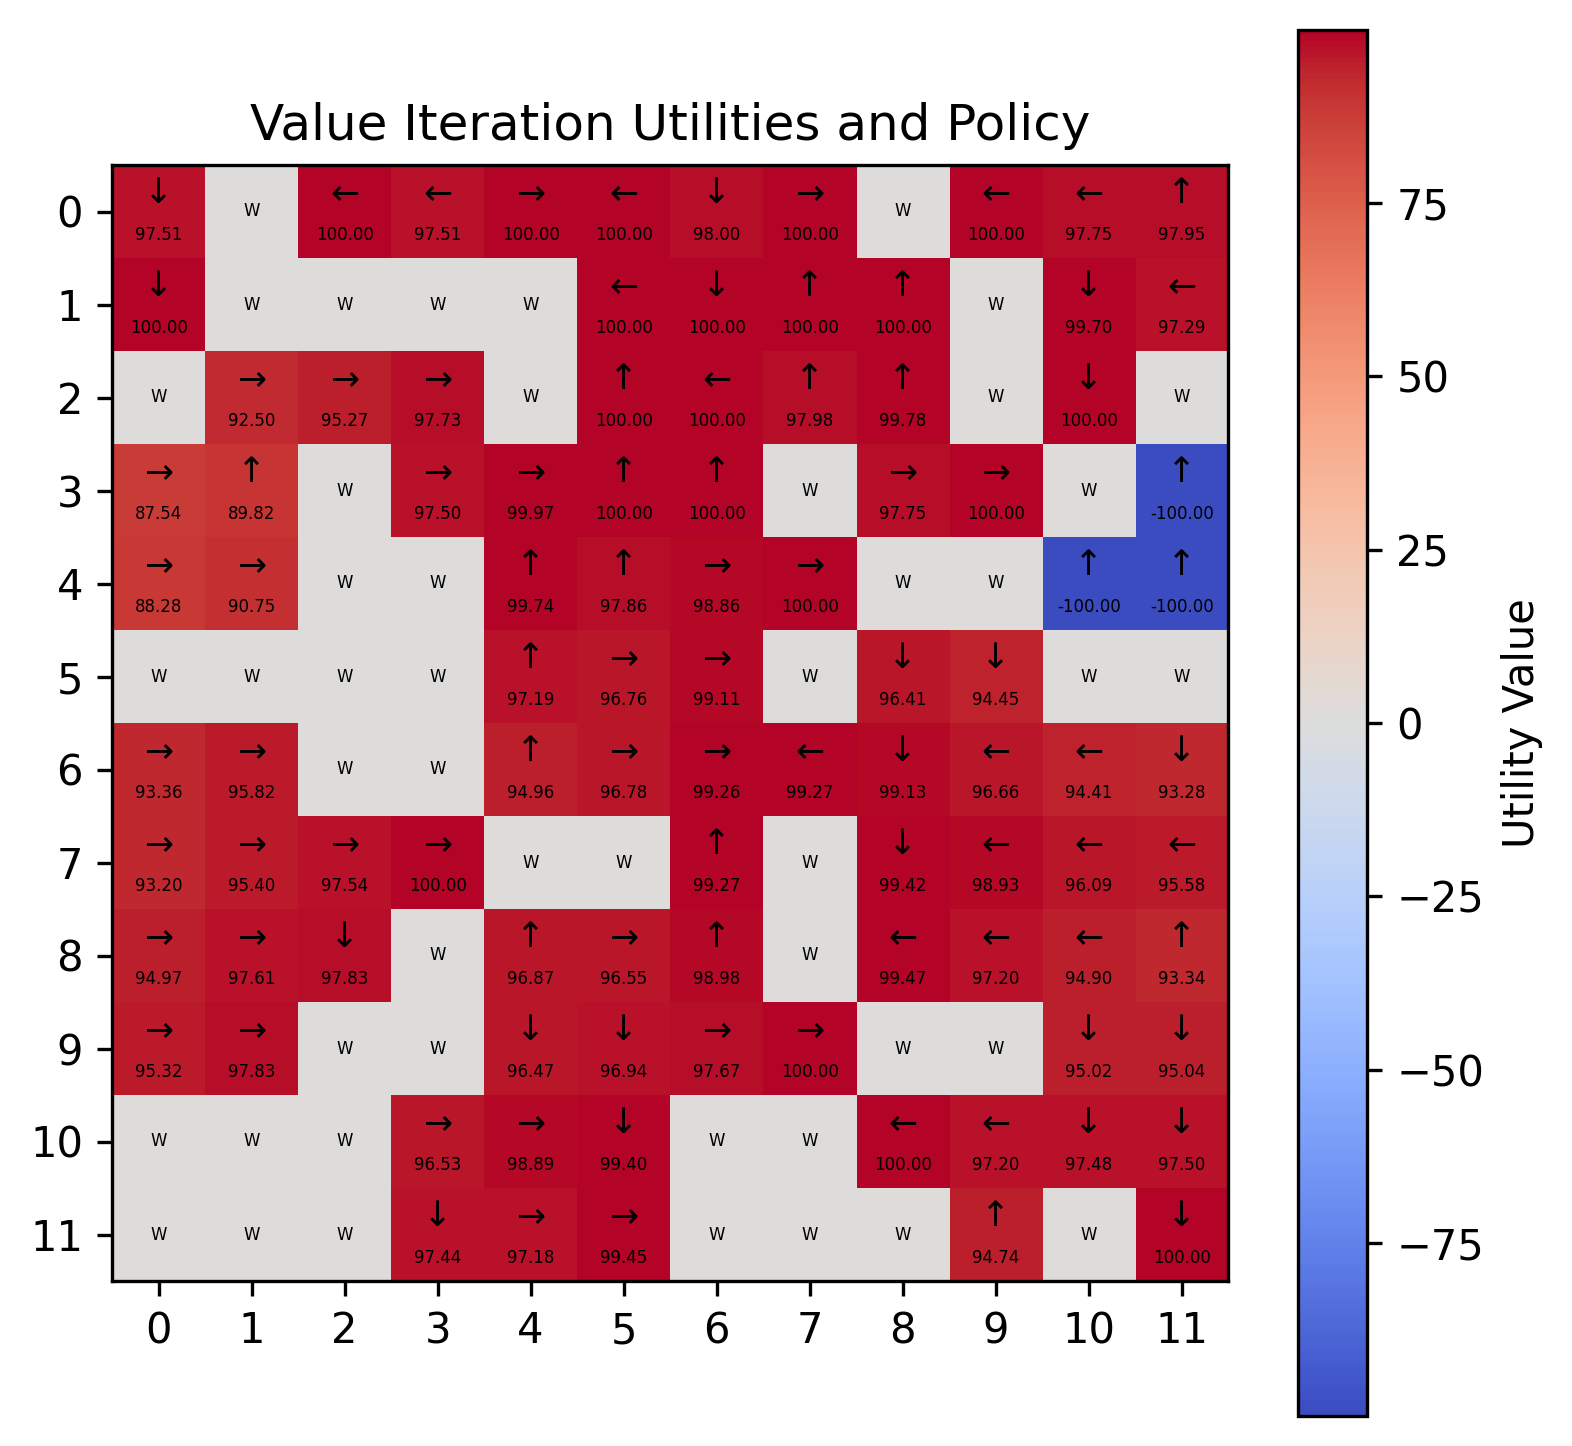 Value Iteration Utilities and Policy
0 ↓ W ← ← → ← ↓ → W ← ← ↑
97.51 100.00 97.51 100.00 100.00 98.00 100.00 100.00 97.75 97.95
1 ↓ W W W W ← ↓ ↑ ↑ W ↓ ←
100.00 100.00 100.00 100.00 100.00 99.70 97.29
2 W → → → W ↑ ← ↑ ↑ W ↓ W
92.50 95.27 97.73 100.00 100.00 97.98 99.78 100.00
3 → ↑ W → → ↑ ↑ W → → W ↑
87.54 89.82 97.50 99.97 100.00 100.00 97.75 100.00 -100.00
4 → → W W ↑ ↑ → → W W ↑ ↑
88.28 90.75 99.74 97.86 98.86 100.00 -100.00 -100.00
5 W W W W ↑ → → W ↓ ↓ W W
97.19 96.76 99.11 96.41 94.45
6 → → W W ↑ → → ← ↓ ← ← ↓
93.36 95.82 94.96 96.78 99.26 99.27 99.13 96.66 94.41 93.28
7 → → → → W W ↑ W ↓ ← ← ←
93.20 95.40 97.54 100.00 99.27 99.42 98.93 96.09 95.58
8 → → ↓ W ↑ → ↑ W ← ← ← ↑
94.97 97.61 97.83 96.87 96.55 98.98 99.47 97.20 94.90 93.34
9 → → W W ↓ ↓ → → W W ↓ ↓
95.32 97.83 96.47 96.94 97.67 100.00 95.02 95.04
10 W W W → → ↓ W W ← ← ↓ ↓
96.53 98.89 99.40 100.00 97.20 97.48 97.50
11 W W W ↓ → → W W W ↑ W ↓
97.44 97.18 99.45 94.74 100.00
0 1 2 3 4 5 6 7 8 9 10 11
75
50
25
0
−25
−50
−75
Utility Value